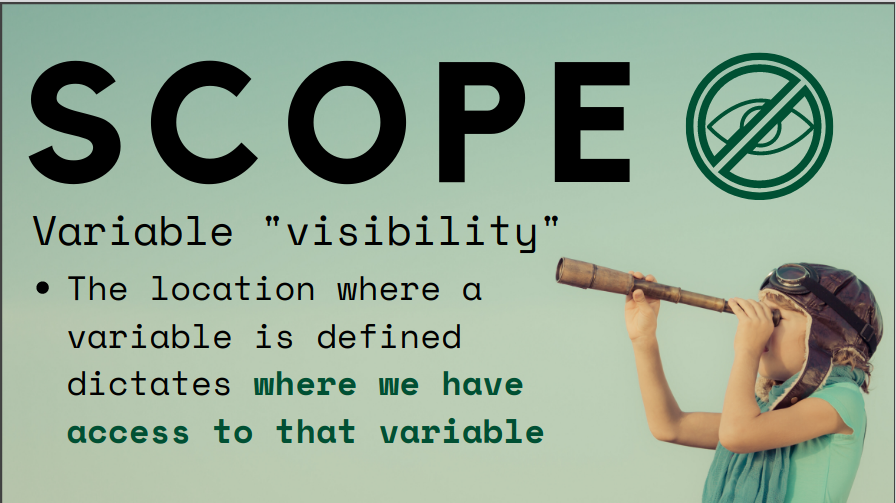 SCOPE
Variable "visibility"
• The location where a
variable is defined
dictates where we have
access to that variable